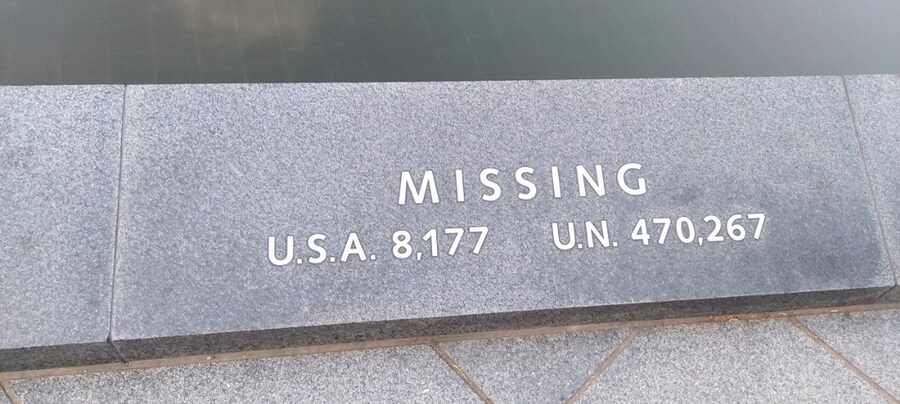 MISSING
U.S.A. 8,177 U.N. 470,267